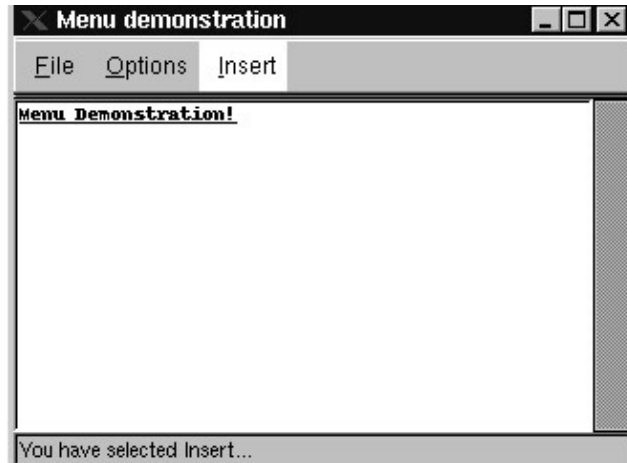 Menu demonstration
File Options Insert
Menu Demonstration!
You have selected Insert...